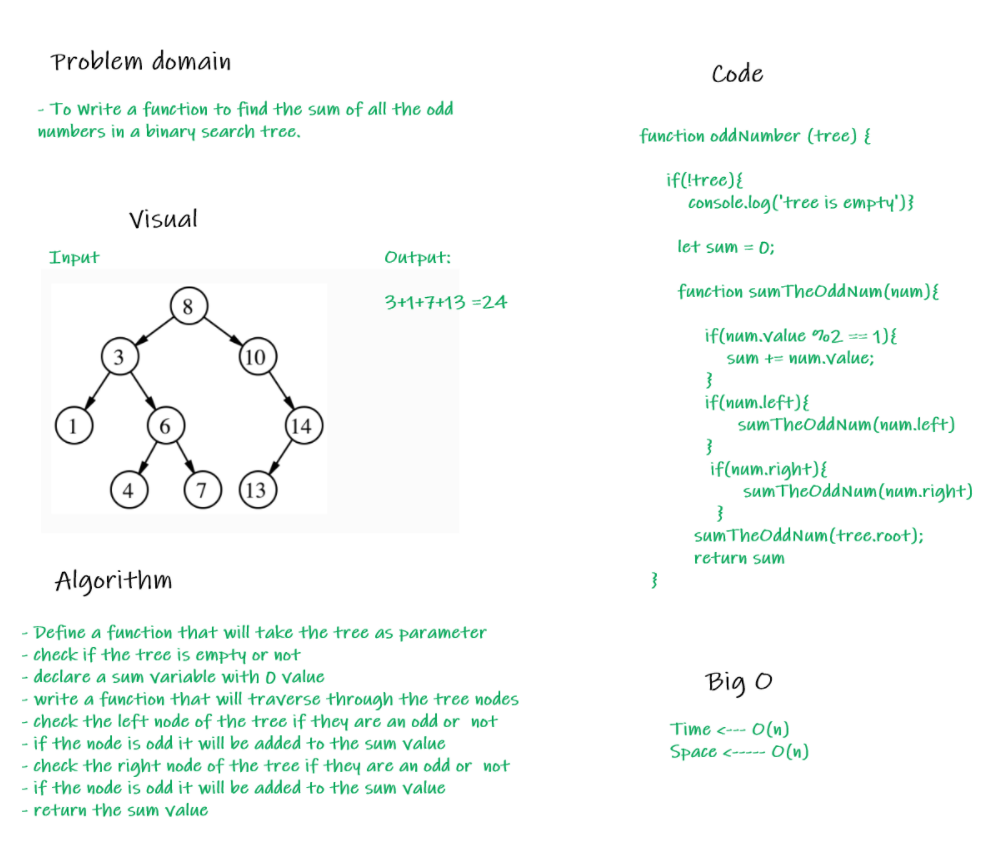 Problem domain
- To Write a function to find the sum of all the odd
numbers in a binary search tree.
Visual
Input
Output:
8
3+1+7+13 =24
3
10
1
6
14
4
7
13
Algorithm
- Define a function that will take the tree as parameter
- check if the tree is empty or not
- declare a sum variable with 0 value
- write a function that will traverse through the tree nodes
- check the left node of the tree if they are an odd or not
- if the node is odd it will be added to the sum value
- check the right node of the tree if they are an odd or not
- if the node is odd it will be added to the sum value
- return the sum value
Code
function oddNumber (tree) {
if(!tree){
console.log('tree is empty')}
let sum = 0;
function sumTheOddNum(num){
if(num.value %2 == 1){
sum += num.value;
}
if(num.left){
sumTheOddNum(num.left)
}
if(num.right){
sumTheOddNum(num.right)
}
sumTheOddNum(tree.root);
return sum
}
Big O
Time <--- O(n)
Space <----- O(n)